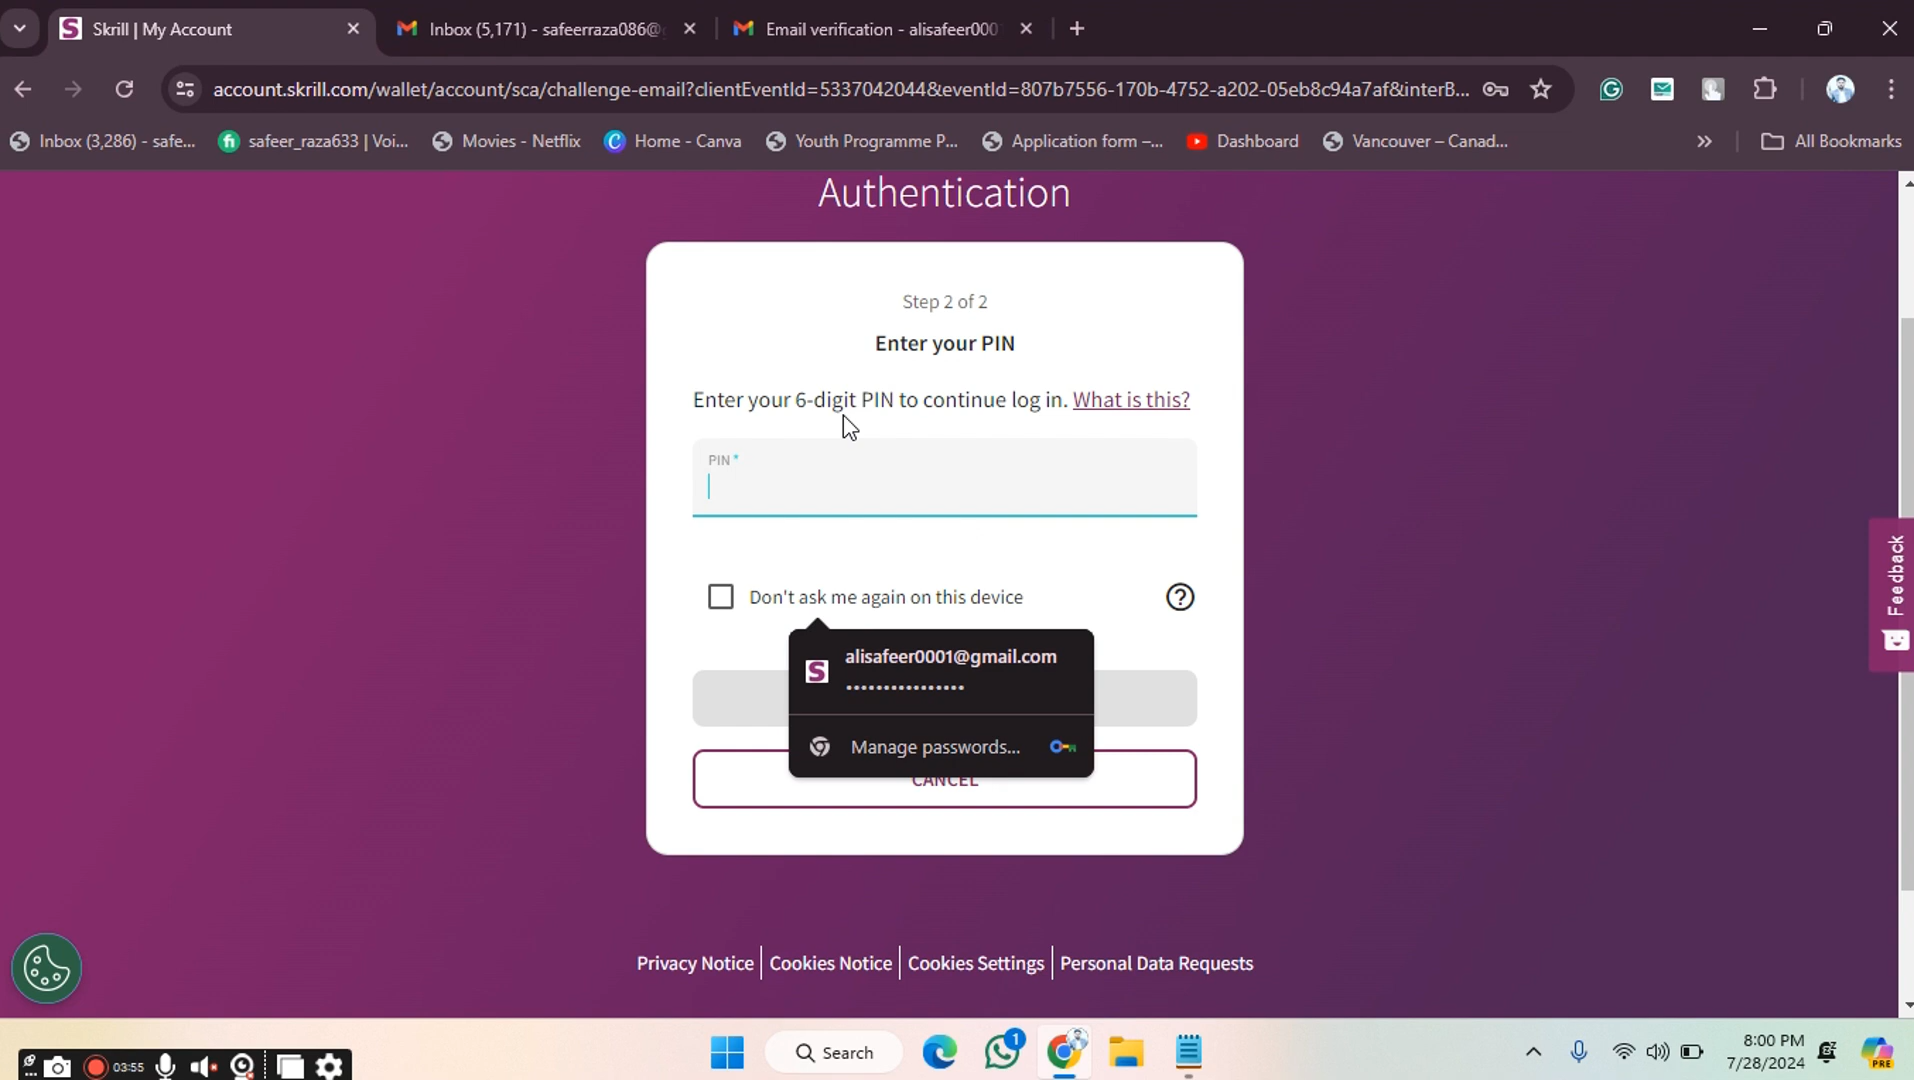 Skrill | My Account
Inbox (5,171) - safeerraza086@g
Email verification - alisafeer000
account.skrill.com/wallet/account/sca/challenge-email?clientEventId=5337042044&eventId=807b7556-170b-4752-a202-05eb8c94a7af&interB...
Inbox (3,286) - safe...
safeer_raza633 | Voi...
Movies - Netflix
Home - Canva
Youth Programme P...
Application form –...
Dashboard
Vancouver – Canad...
All Bookmarks
Authentication
Step 2 of 2
Enter your PIN
Enter your 6-digit PIN to continue log in. What is this?
PIN *
Don't ask me again on this device
alisafeer0001@gmail.com
••••••••••••••••
Manage passwords...
CANCEL
Feedback
Privacy Notice | Cookies Notice | Cookies Settings | Personal Data Requests
03:55
Search
1
8:00 PM
7/28/2024
PRE